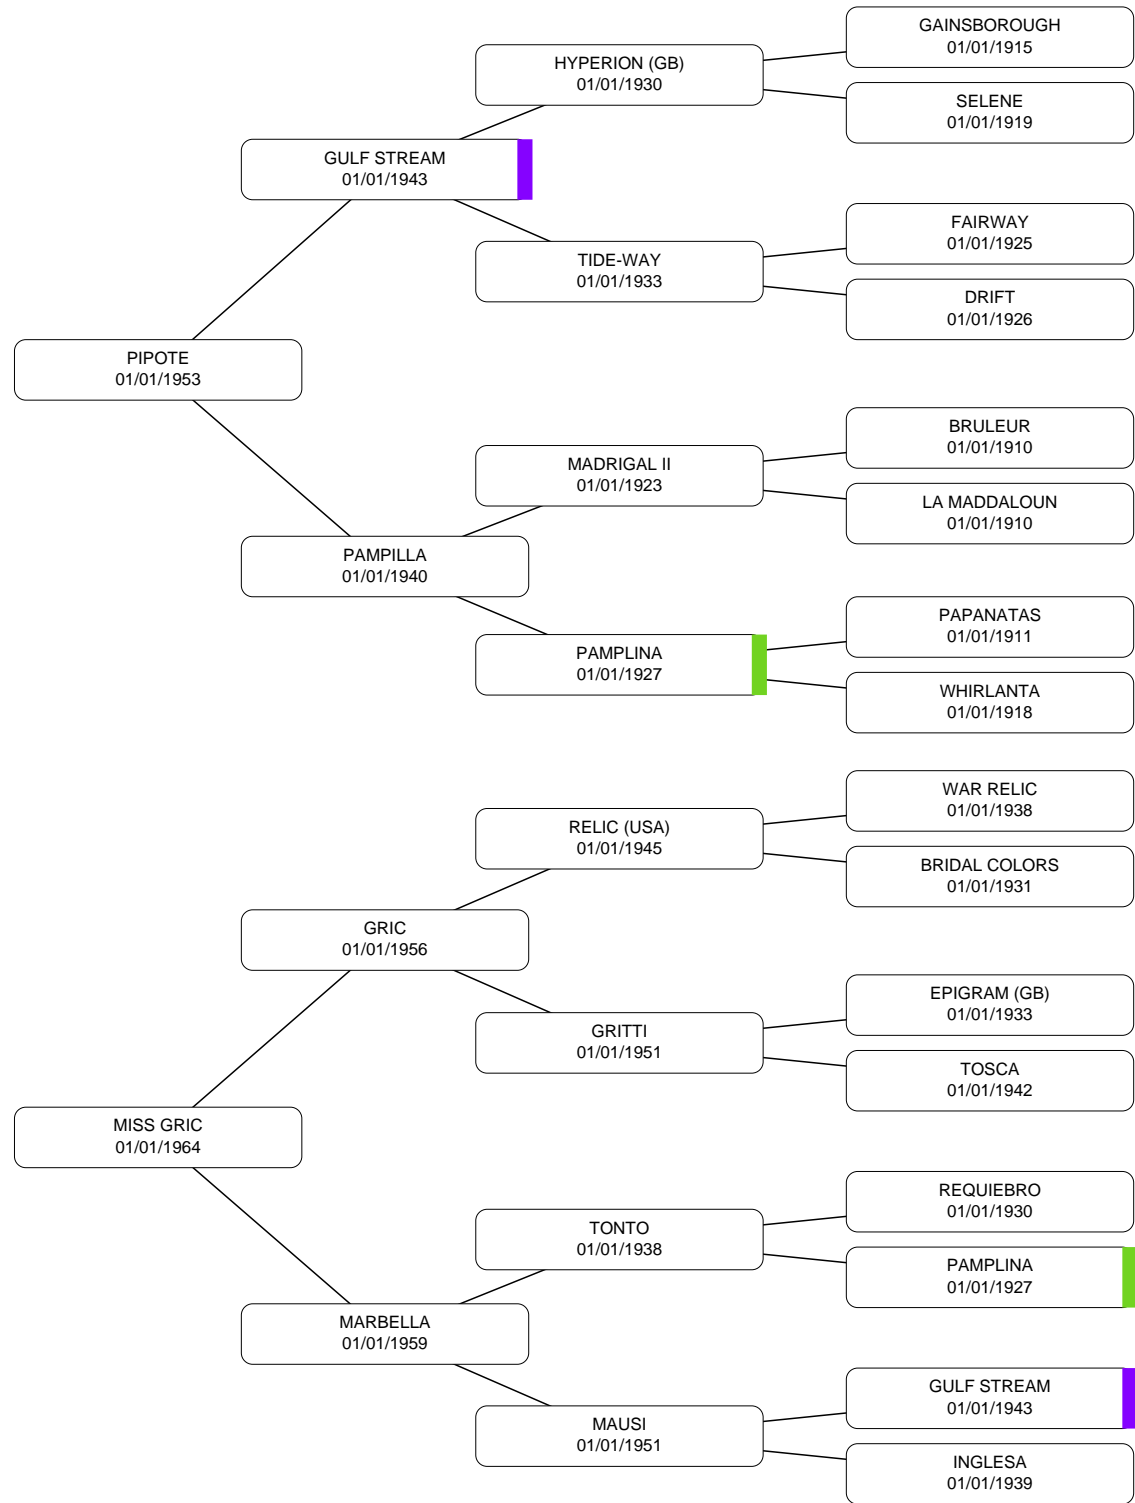 GAINSBOROUGH
01/01/1915
HYPERION (GB)
01/01/1930
SELENE
01/01/1919
GULF STREAM
01/01/1943
FAIRWAY
01/01/1925
TIDE-WAY
01/01/1933
DRIFT
01/01/1926
PIPOTE
01/01/1953
BRULEUR
01/01/1910
MADRIGAL II
01/01/1923
LA MADDALOUN
01/01/1910
PAMPILLA
01/01/1940
PAPANATAS
01/01/1911
PAMPLINA
01/01/1927
WHIRLANTA
01/01/1918
WAR RELIC
01/01/1938
RELIC (USA)
01/01/1945
BRIDAL COLORS
01/01/1931
GRIC
01/01/1956
EPIGRAM (GB)
01/01/1933
GRITTI
01/01/1951
TOSCA
01/01/1942
MISS GRIC
01/01/1964
REQUIEBRO
01/01/1930
TONTO
01/01/1938
PAMPLINA
01/01/1927
MARBELLA
01/01/1959
GULF STREAM
01/01/1943
MAUSI
01/01/1951
INGLESA
01/01/1939